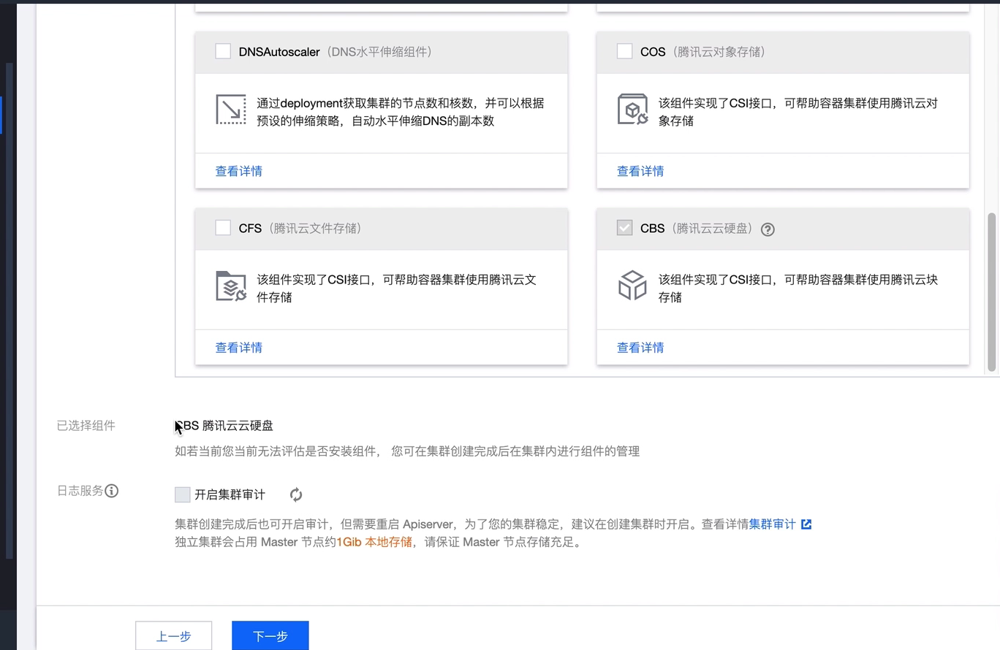 DNSAutoscaler（DNS水平伸缩组件）
通过deployment获取集群的节点数和核数，并可以根据
预设的伸缩策略，自动水平伸缩DNS的副本数
查看详情
COS（腾讯云对象存储）
该组件实现了CSI接口，可帮助容器集群使用腾讯云对
象存储
查看详情
CFS（腾讯云文件存储）
该组件实现了CSI接口，可帮助容器集群使用腾讯云文
件存储
查看详情
CBS（腾讯云云硬盘）
该组件实现了CSI接口，可帮助容器集群使用腾讯云块
存储
查看详情
已选择组件
CBS 腾讯云云硬盘
如若当前您当前无法评估是否安装组件， 您可在集群创建完成后在集群内进行组件的管理
日志服务
开启集群审计
集群创建完成后也可开启审计，但需要重启 Apiserver，为了您的集群稳定，建议在创建集群时开启。查看详情集群审计
独立集群会占用 Master 节点约1Gib 本地存储，请保证 Master 节点存储充足。
上一步
下一步